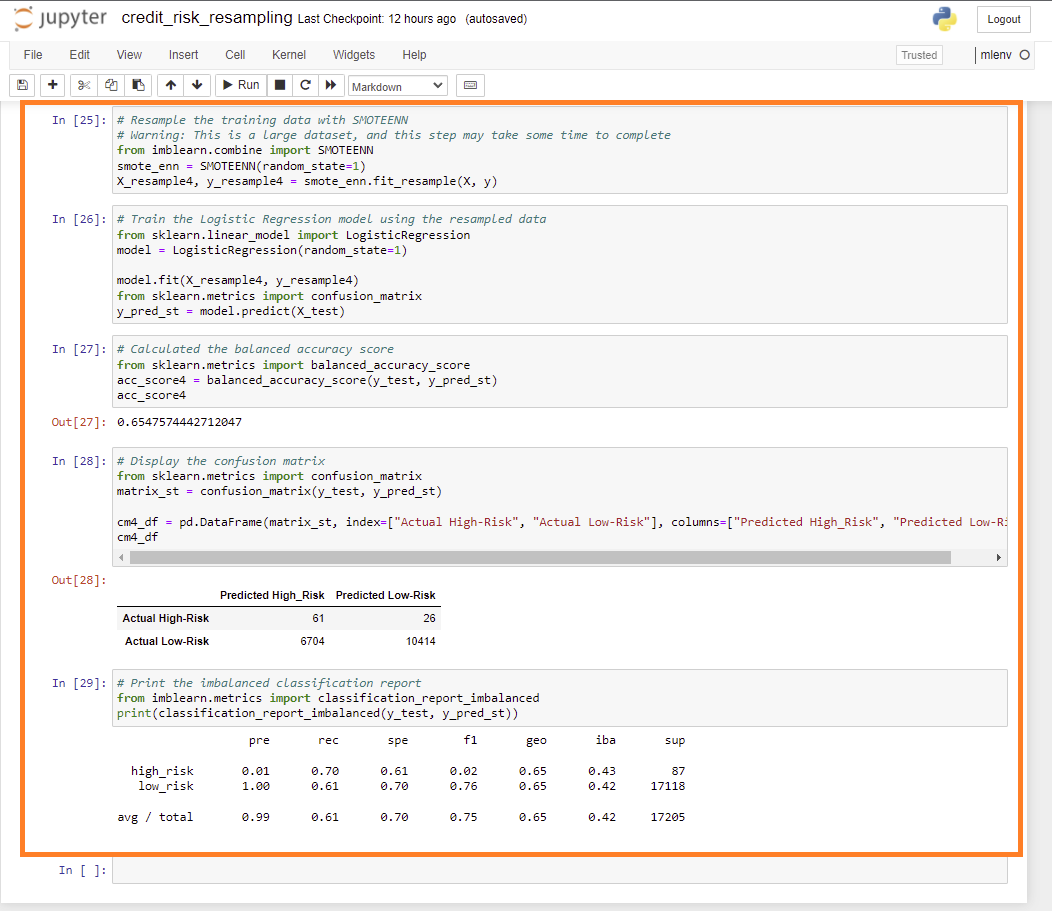 jupyter credit_risk_resampling Last Checkpoint: 12 hours ago (autosaved)
Logout
File Edit View Insert Cell Kernel Widgets Help
Trusted mlenv
Run Markdown
In [25]: # Resample the training data with SMOTEENN
# Warning: This is a large dataset, and this step may take some time to complete
from imblearn.combine import SMOTEENN
smote_enn = SMOTEENN(random_state=1)
X_resample4, y_resample4 = smote_enn.fit_resample(X, y)
In [26]: # Train the Logistic Regression model using the resampled data
from sklearn.linear_model import LogisticRegression
model = LogisticRegression(random_state=1)
model.fit(X_resample4, y_resample4)
from sklearn.metrics import confusion_matrix
y_pred_st = model.predict(X_test)
In [27]: # Calculated the balanced accuracy score
from sklearn.metrics import balanced_accuracy_score
acc_score4 = balanced_accuracy_score(y_test, y_pred_st)
acc_score4
Out[27]: 0.6547574442712047
In [28]: # Display the confusion matrix
from sklearn.metrics import confusion_matrix
matrix_st = confusion_matrix(y_test, y_pred_st)
cm4_df = pd.DataFrame(matrix_st, index=["Actual High-Risk", "Actual Low-Risk"], columns=["Predicted High_Risk", "Predicted Low-Ri
cm4_df
Out[28]:
Predicted High_Risk Predicted Low-Risk
Actual High-Risk 61 26
Actual Low-Risk 6704 10414
In [29]: # Print the imbalanced classification report
from imblearn.metrics import classification_report_imbalanced
print(classification_report_imbalanced(y_test, y_pred_st))
pre rec spe f1 geo iba sup
high_risk 0.01 0.70 0.61 0.02 0.65 0.43 87
low_risk 1.00 0.61 0.70 0.76 0.65 0.42 17118
avg / total 0.99 0.61 0.70 0.75 0.65 0.42 17205
In [ ]: